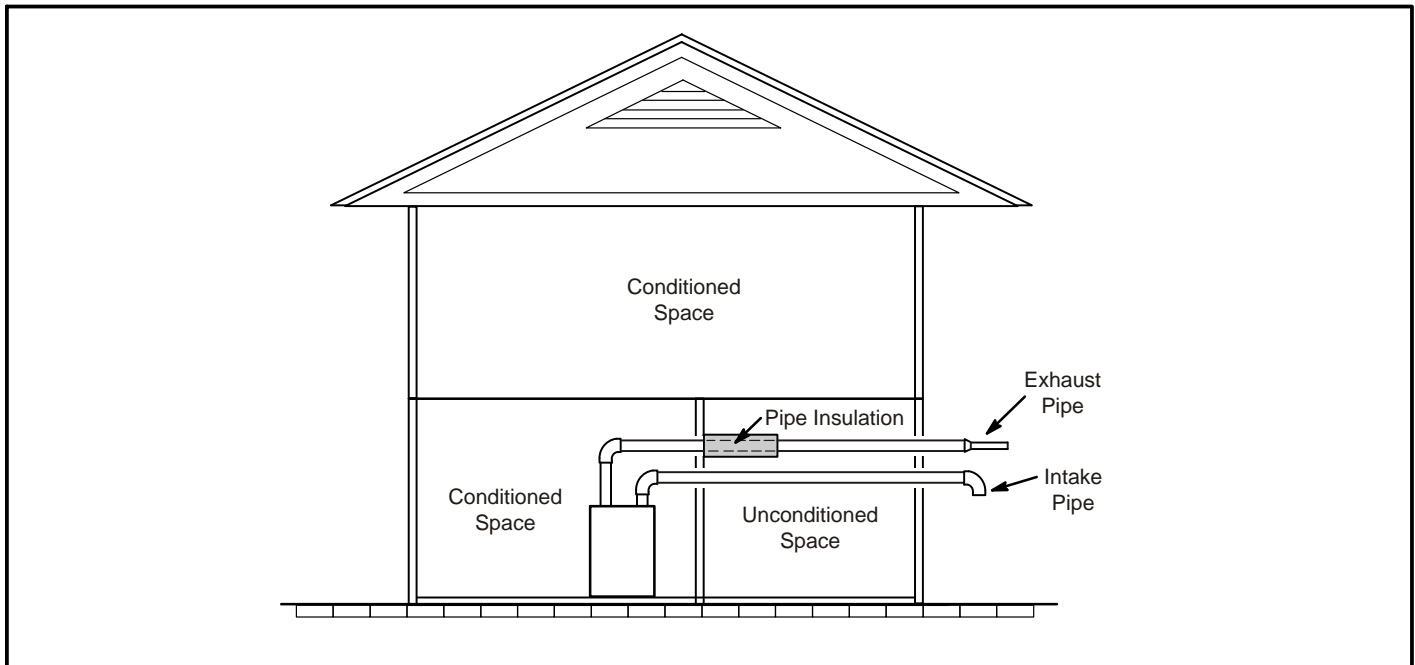 Conditioned
Space
Exhaust
Pipe
Pipe Insulation
Intake
Pipe
Conditioned
Space
Unconditioned
Space